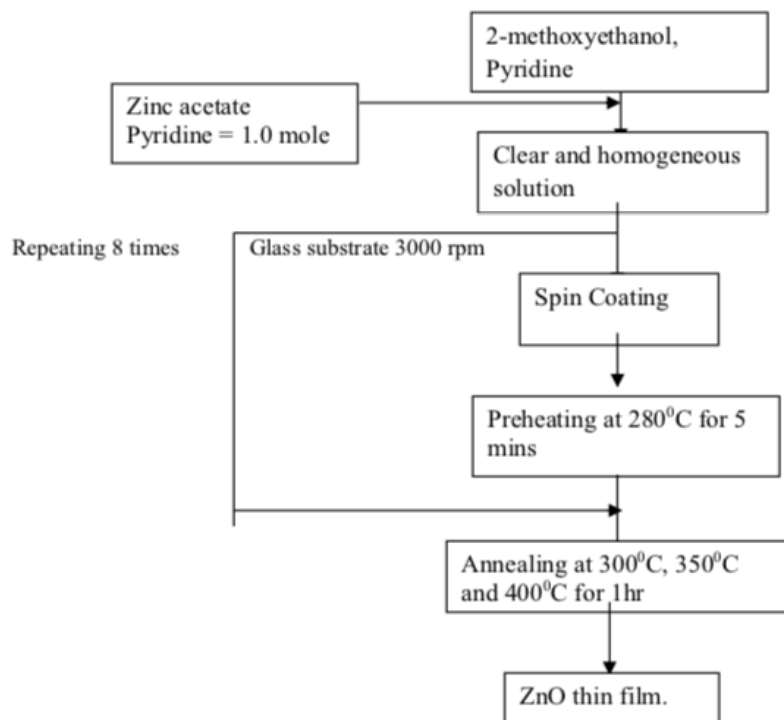 2-methoxyethanol,
Pyridine
Zinc acetate
Pyridine = 1.0 mole
Clear and homogeneous
solution
Repeating 8 times
Glass substrate 3000 rpm
Spin Coating
Preheating at 280⁰C for 5
mins
Annealing at 300⁰C, 350⁰C
and 400⁰C for 1hr
ZnO thin film.